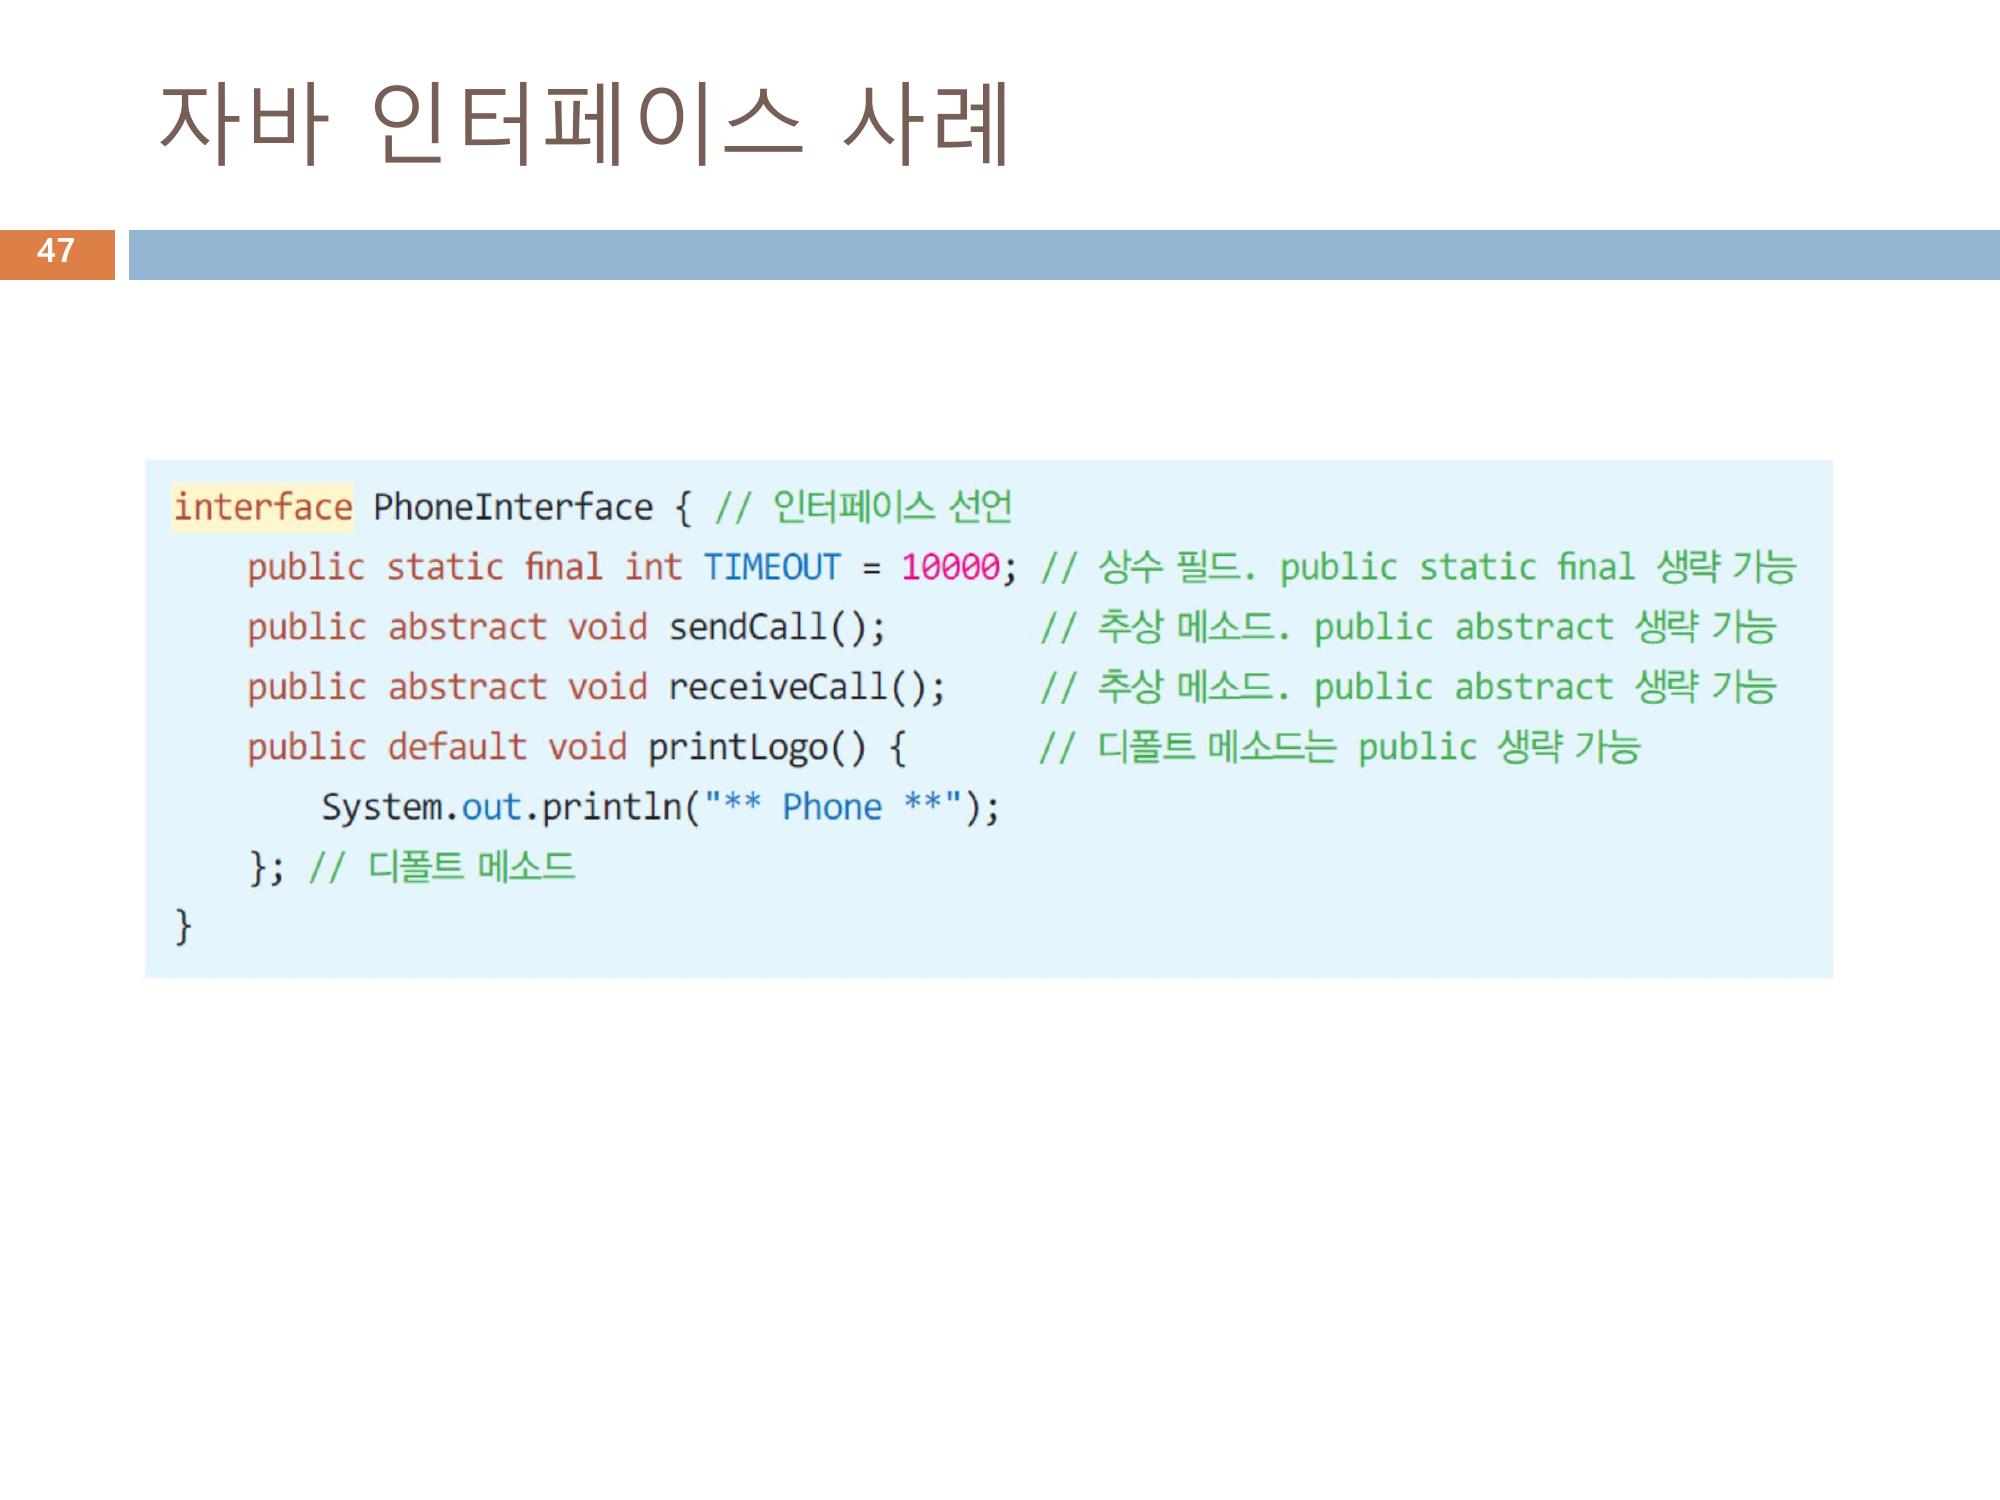 자바 인터페이스 사례
47
interface PhoneInterface { // 인터페이스 선언
public static final int TIMEOUT = 10000; // 상수 필드. public static final 생략 가능
public abstract void sendCall(); // 추상 메소드. public abstract 생략 가능
public abstract void receiveCall(); // 추상 메소드. public abstract 생략 가능
public default void printLogo() { // 디폴트 메소드는 public 생략 가능
System.out.println("** Phone **");
}; // 디폴트 메소드
}